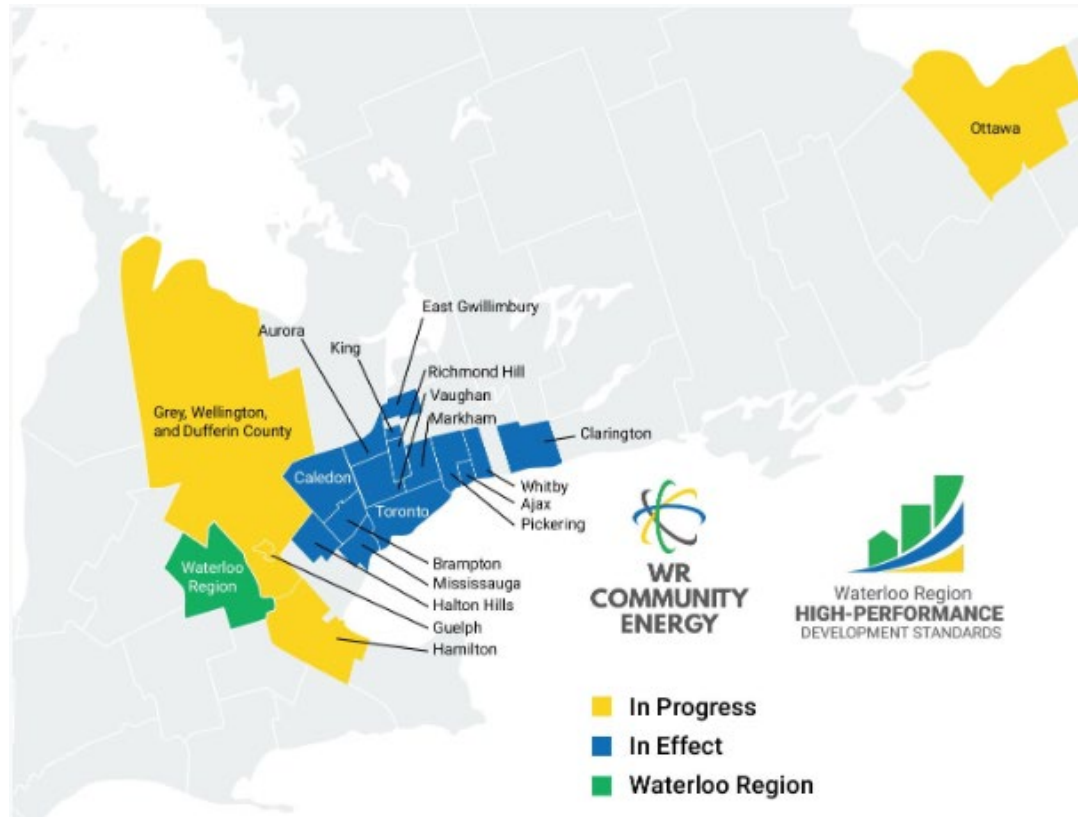 Ottawa
East Gwillimbury
Aurora
King
Richmond Hill
Vaughan
Markham
Grey, Wellington,
and Dufferin County
Clarington
Caledon
Whitby
Ajax
Pickering
Toronto
Waterloo
Region
Brampton
Mississauga
Halton Hills
Guelph
Hamilton
WR
COMMUNITY
ENERGY
Waterloo Region
HIGH-PERFORMANCE
DEVELOPMENT STANDARDS
In Progress
In Effect
Waterloo Region